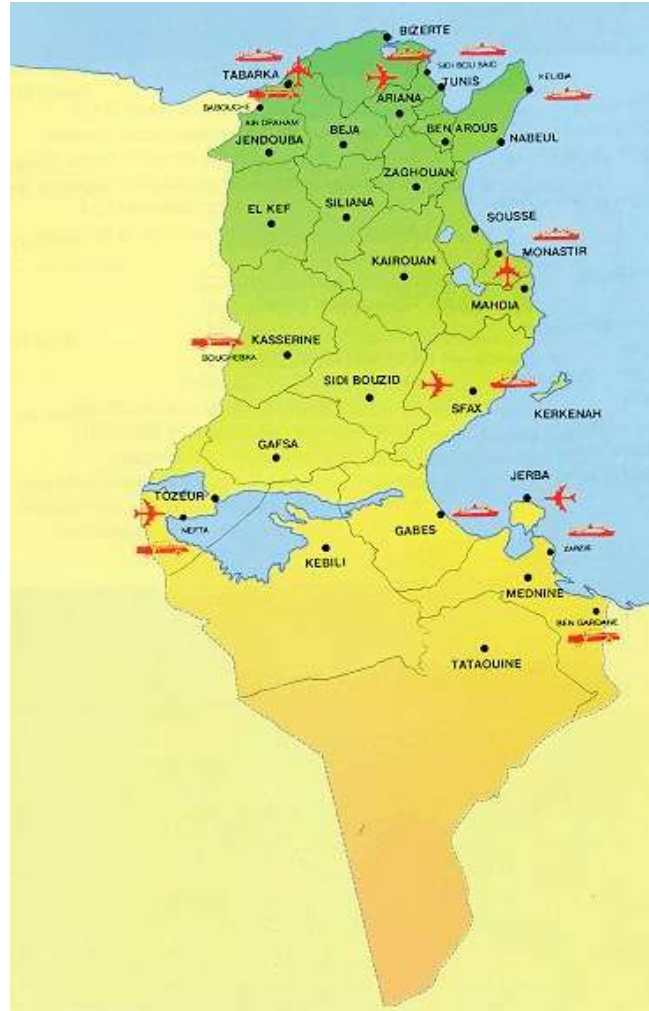 BIZERTE
SIDI BOU SAID
TABARKA
TUNIS
KELIBIA
ARIANA
BABOUCHE
AIN DRAHAM
BEJA
BEN AROUS
NABEUL
JENDOUBA
ZAGHOUAN
EL KEF
SILIANA
SOUSSE
MONASTIR
KAIROUAN
MAHDIA
KASSERINE
BOUCHEBKA
SIDI BOUZID
SFAX
KERKENAH
GAFSA
JERBA
TOZEUR
NEFTA
GABES
ZARZIS
KEBILI
MEDNINE
BEN GARDANE
TATAOUINE